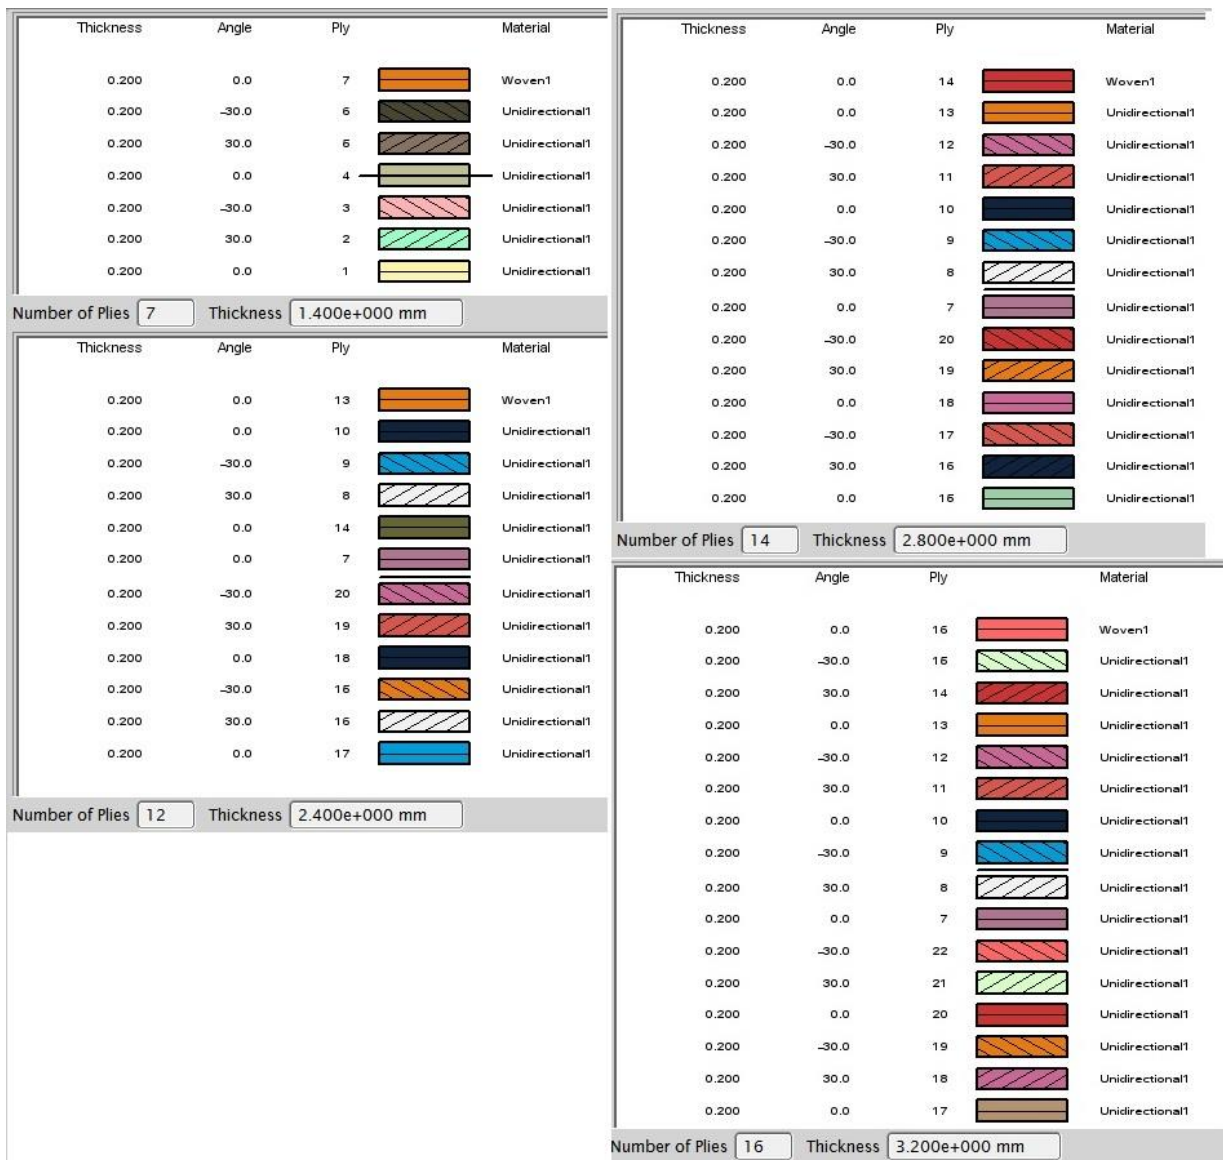 Thickness Angle Ply Material
0.200 0.0 7 Woven1
0.200 -30.0 6 Unidirectional1
0.200 30.0 5 Unidirectional1
0.200 0.0 4 Unidirectional1
0.200 -30.0 3 Unidirectional1
0.200 30.0 2 Unidirectional1
0.200 0.0 1 Unidirectional1
Number of Plies 7 Thickness 1.400e+000 mm
Thickness Angle Ply Material
0.200 0.0 13 Woven1
0.200 0.0 10 Unidirectional1
0.200 -30.0 9 Unidirectional1
0.200 30.0 8 Unidirectional1
0.200 0.0 14 Unidirectional1
0.200 0.0 7 Unidirectional1
0.200 -30.0 20 Unidirectional1
0.200 30.0 19 Unidirectional1
0.200 0.0 18 Unidirectional1
0.200 -30.0 15 Unidirectional1
0.200 30.0 16 Unidirectional1
0.200 0.0 17 Unidirectional1
Number of Plies 12 Thickness 2.400e+000 mm
Thickness Angle Ply Material
0.200 0.0 14 Woven1
0.200 0.0 13 Unidirectional1
0.200 -30.0 12 Unidirectional1
0.200 30.0 11 Unidirectional1
0.200 0.0 10 Unidirectional1
0.200 -30.0 9 Unidirectional1
0.200 30.0 8 Unidirectional1
0.200 0.0 7 Unidirectional1
0.200 -30.0 20 Unidirectional1
0.200 30.0 19 Unidirectional1
0.200 0.0 18 Unidirectional1
0.200 -30.0 17 Unidirectional1
0.200 30.0 16 Unidirectional1
0.200 0.0 15 Unidirectional1
Number of Plies 14 Thickness 2.800e+000 mm
Thickness Angle Ply Material
0.200 0.0 16 Woven1
0.200 -30.0 15 Unidirectional1
0.200 30.0 14 Unidirectional1
0.200 0.0 13 Unidirectional1
0.200 -30.0 12 Unidirectional1
0.200 30.0 11 Unidirectional1
0.200 0.0 10 Unidirectional1
0.200 -30.0 9 Unidirectional1
0.200 30.0 8 Unidirectional1
0.200 0.0 7 Unidirectional1
0.200 -30.0 22 Unidirectional1
0.200 30.0 21 Unidirectional1
0.200 0.0 20 Unidirectional1
0.200 -30.0 19 Unidirectional1
0.200 30.0 18 Unidirectional1
0.200 0.0 17 Unidirectional1
Number of Plies 16 Thickness 3.200e+000 mm